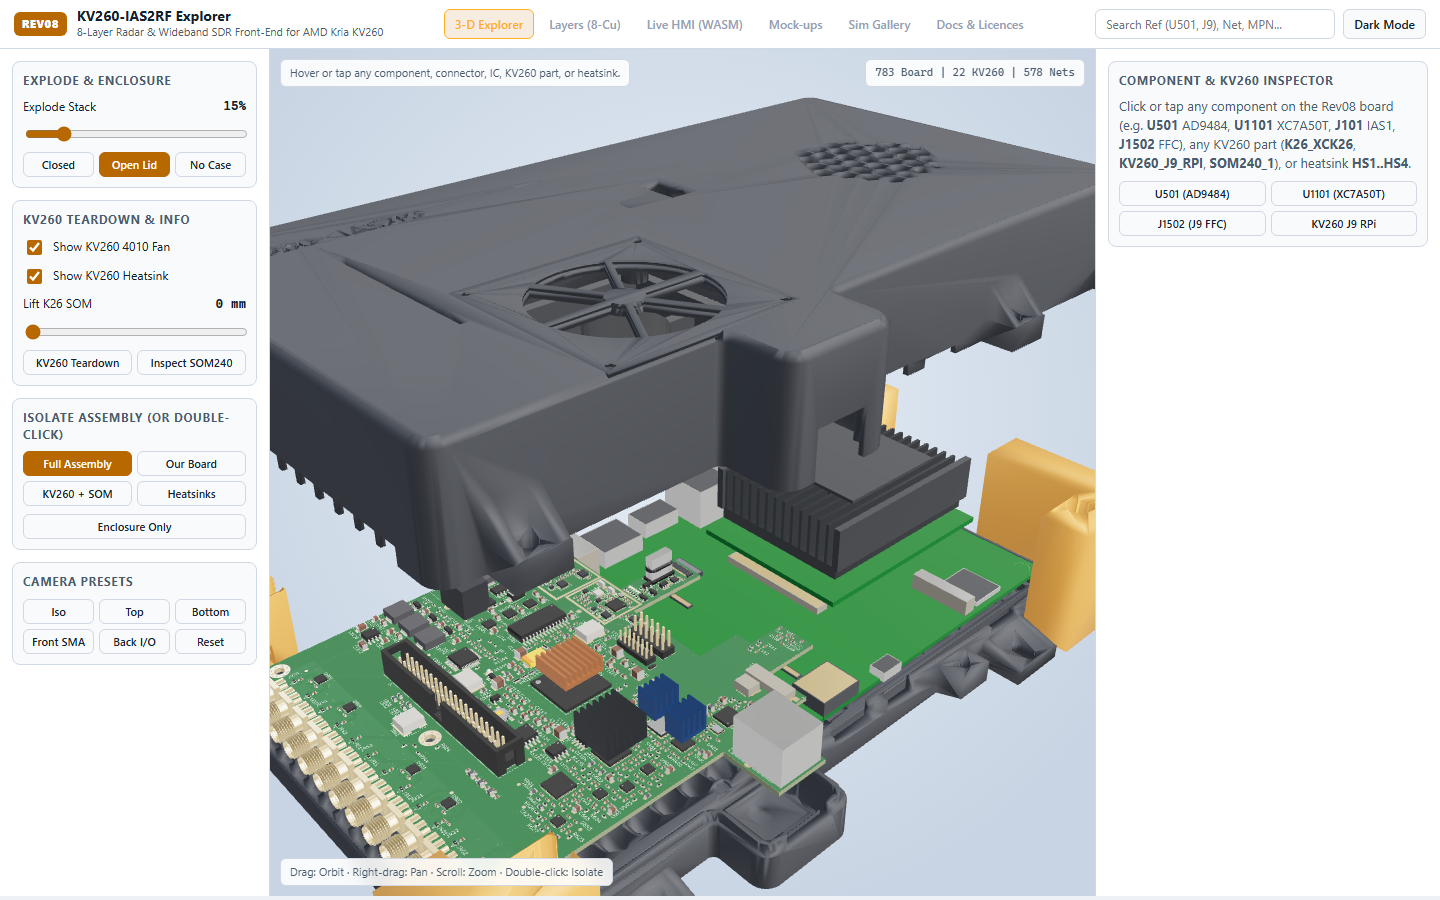 REV08
KV260-IAS2RF Explorer
8-Layer Radar & Wideband SDR Front-End for AMD Kria KV260
3-D Explorer
Layers (8-Cu)
Live HMI (WASM)
Mock-ups
Sim Gallery
Docs & Licences
Search Ref (U501, J9), Net, MPN...
Dark Mode
EXPLODE & ENCLOSURE
Explode Stack 15%
Closed
Open Lid
No Case
KV260 TEARDOWN & INFO
Show KV260 4010 Fan
Show KV260 Heatsink
Lift K26 SOM 0 mm
KV260 Teardown
Inspect SOM240
ISOLATE ASSEMBLY (OR DOUBLE-
CLICK)
Full Assembly
Our Board
KV260 + SOM
Heatsinks
Enclosure Only
CAMERA PRESETS
Iso
Top
Bottom
Front SMA
Back I/O
Reset
Hover or tap any component, connector, IC, KV260 part, or heatsink.
783 Board | 22 KV260 | 578 Nets
Drag: Orbit · Right-drag: Pan · Scroll: Zoom · Double-click: Isolate
COMPONENT & KV260 INSPECTOR
Click or tap any component on the Rev08 board
(e.g. U501 AD9484, U1101 XC7A50T, J101 IAS1,
J1502 FFC), any KV260 part (K26_XCK26,
KV260_J9_RPI, SOM240_1), or heatsink HS1..HS4.
U501 (AD9484)
U1101 (XC7A50T)
J1502 (J9 FFC)
KV260 J9 RPi